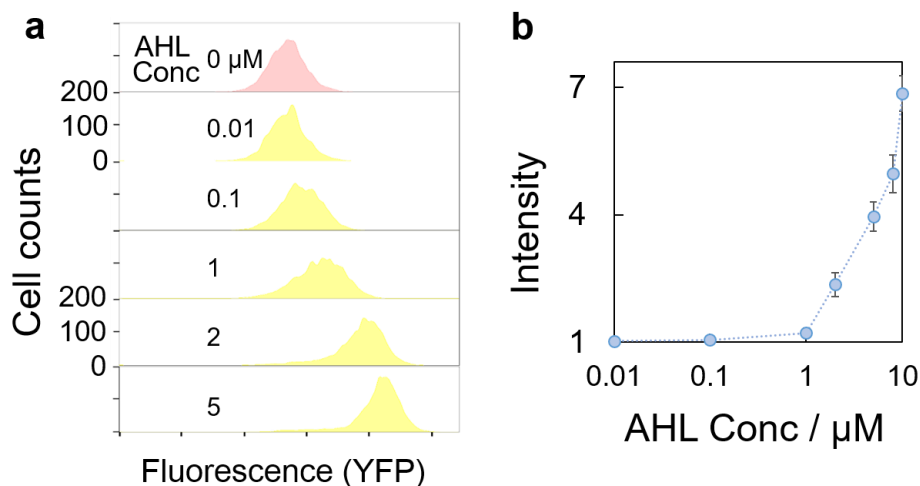 a
AHL
Conc
0 µM
200
100
0
0.01
0.1
1
200
100
0
2
5
Cell counts
Fluorescence (YFP)
b
7
4
1
Intensity
0.01 0.1 1 10
AHL Conc / µM